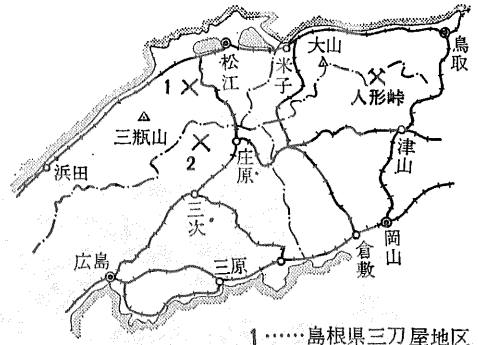 鳥取
大山
米子
松江
人形峠
1
三瓶山
2
庄原
津山
浜田
三次
岡山
倉敷
広島
三原
1……島根県三刀屋地区